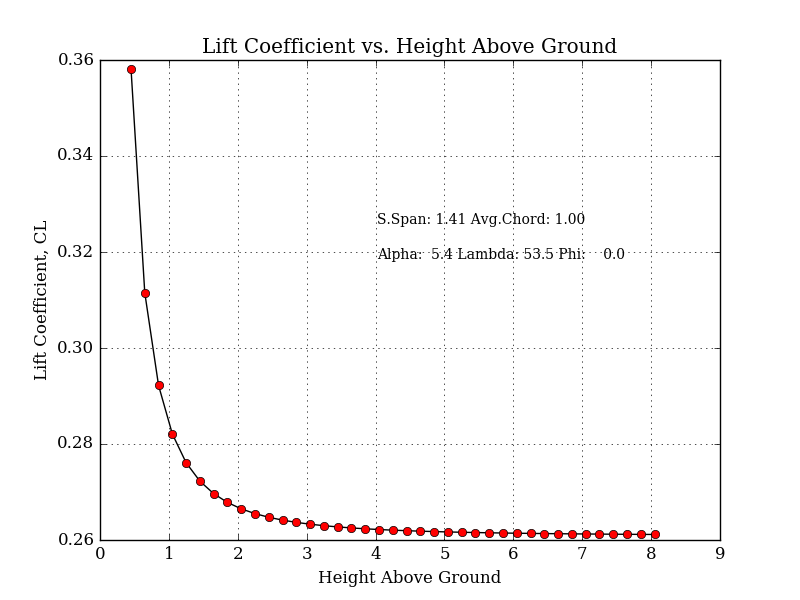 Lift Coefficient vs. Height Above Ground
0.36
0.34
0.32
0.30
0.28
0.26
Lift Coefficient, CL
S.Span: 1.41 Avg.Chord: 1.00
Alpha:  5.4 Lambda: 53.5 Phi:    0.0
0 1 2 3 4 5 6 7 8 9
Height Above Ground